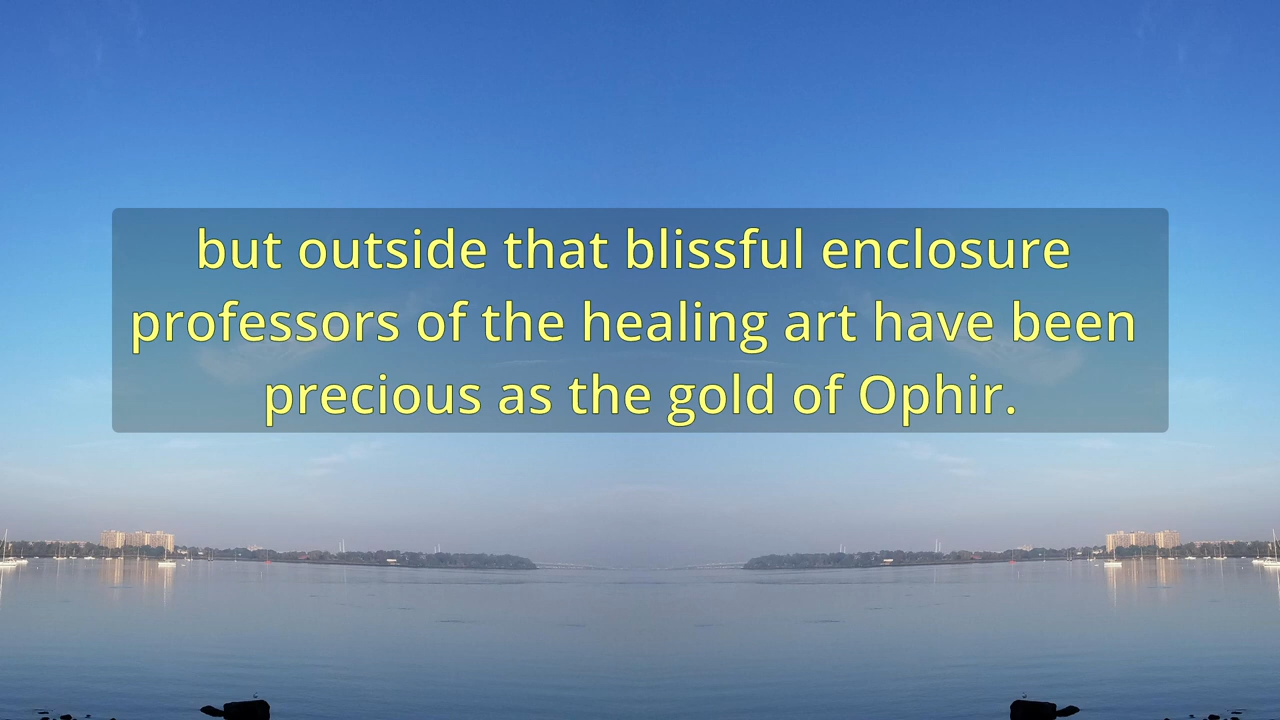 but outside that blissful enclosure
professors of the healing art have been
precious as the gold of Ophir.